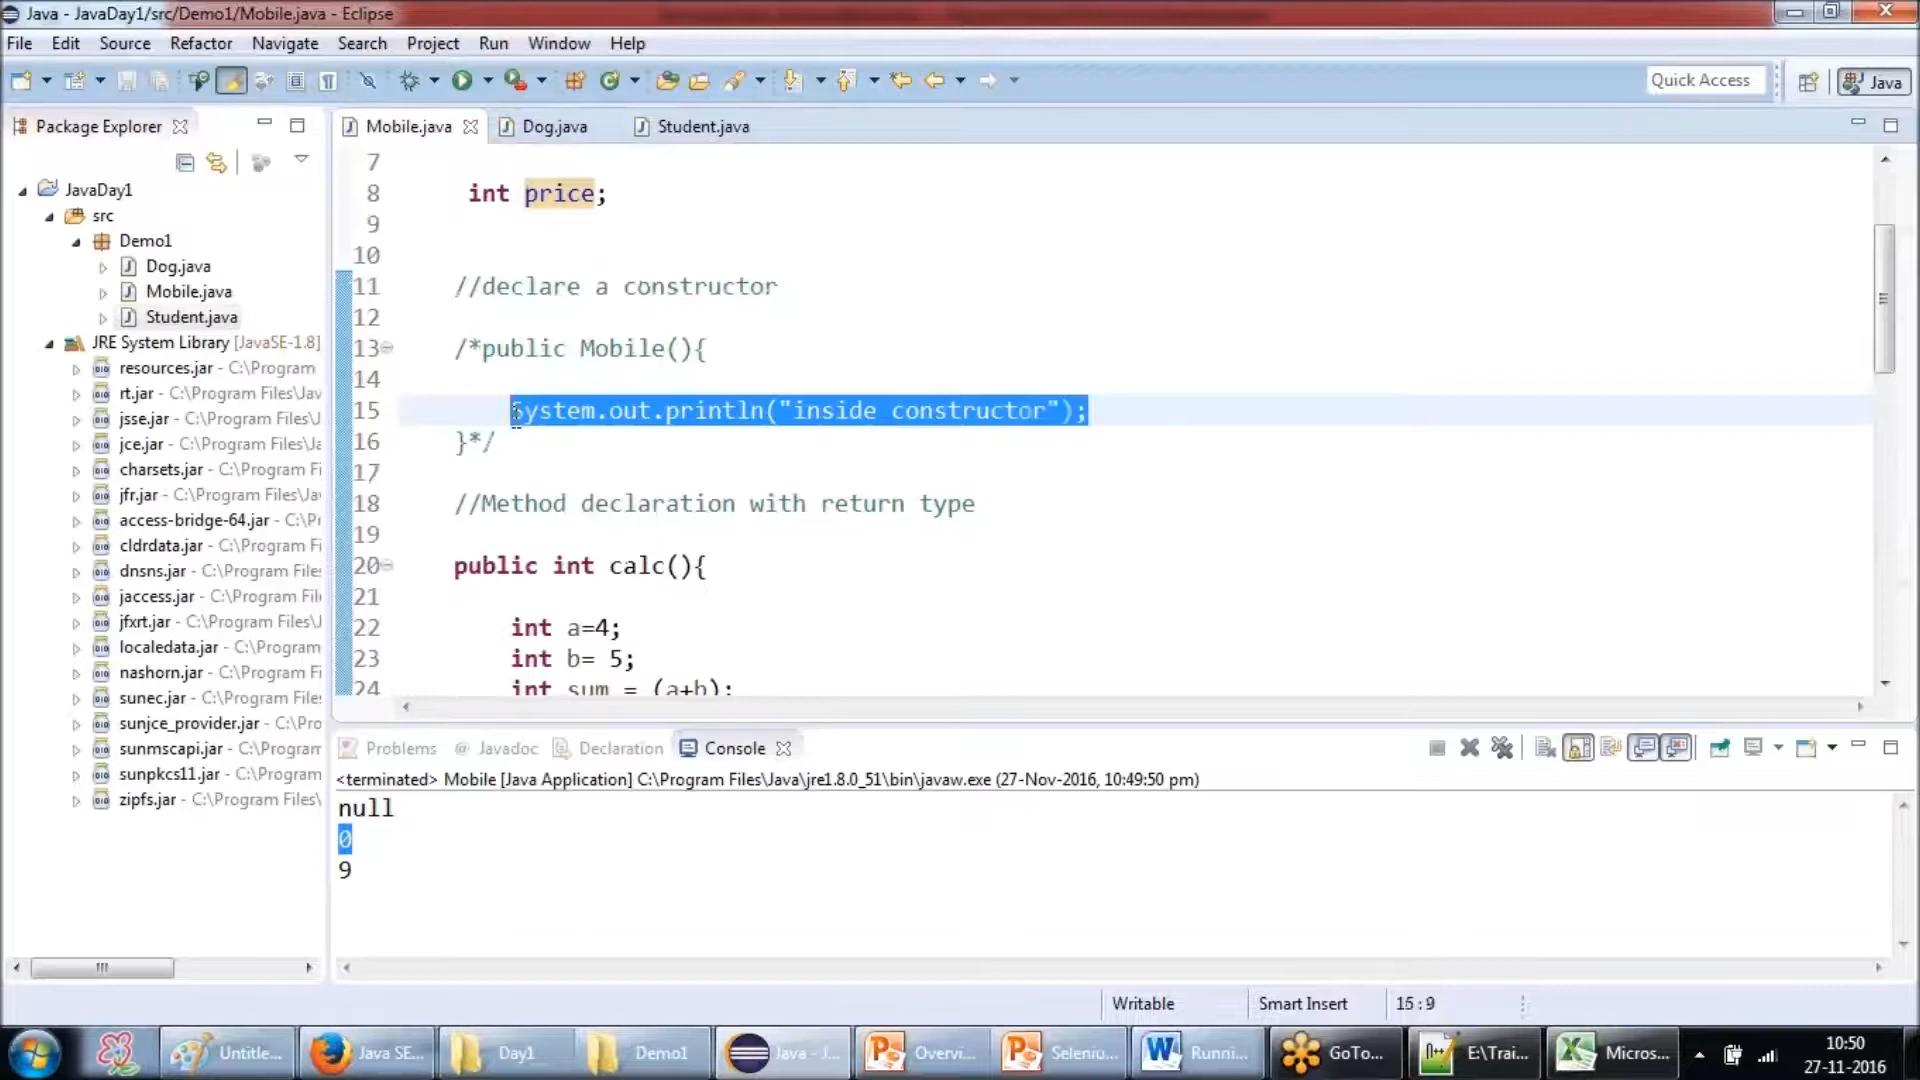 Java - JavaDay1/src/Demo1/Mobile.java - Eclipse
File Edit Source Refactor Navigate Search Project Run Window Help
Quick Access
Java
Package Explorer
Mobile.java
Dog.java
Student.java
JavaDay1
src
Demo1
Dog.java
Mobile.java
Student.java
JRE System Library [JavaSE-1.8]
resources.jar - C:\Program
rt.jar - C:\Program Files\Jav
jsse.jar - C:\Program Files\
jce.jar - C:\Program Files\J
charsets.jar - C:\Program Fi
jfr.jar - C:\Program Files\Ja
access-bridge-64.jar - C:\P
cldrdata.jar - C:\Program Fi
dnsns.jar - C:\Program File
jaccess.jar - C:\Program Fi
jfxrt.jar - C:\Program Files\
localedata.jar - C:\Program
nashorn.jar - C:\Program F
sunec.jar - C:\Program Files
sunjce_provider.jar - C:\Pro
sunmscapi.jar - C:\Program
sunpkcs11.jar - C:\Program
zipfs.jar - C:\Program Files\
7
8 int price;
9
10
11 //declare a constructor
12
13 /*public Mobile(){
14
15 System.out.println("inside constructor");
16 }*/
17
18 //Method declaration with return type
19
20 public int calc(){
21
22 int a=4;
23 int b= 5;
24 int sum = (a+b);
Problems @ Javadoc Declaration Console
<terminated> Mobile [Java Application] C:\Program Files\Java\jre1.8.0_51\bin\javaw.exe (27-Nov-2016, 10:49:50 pm)
null
0
9
Writable
Smart Insert
15 : 9
Untitle...
Java SE...
Day1
Demo1
Java - J...
Overvi...
Seleniu...
Runni...
GoTo...
E:\Trai...
Micros...
10:50
27-11-2016